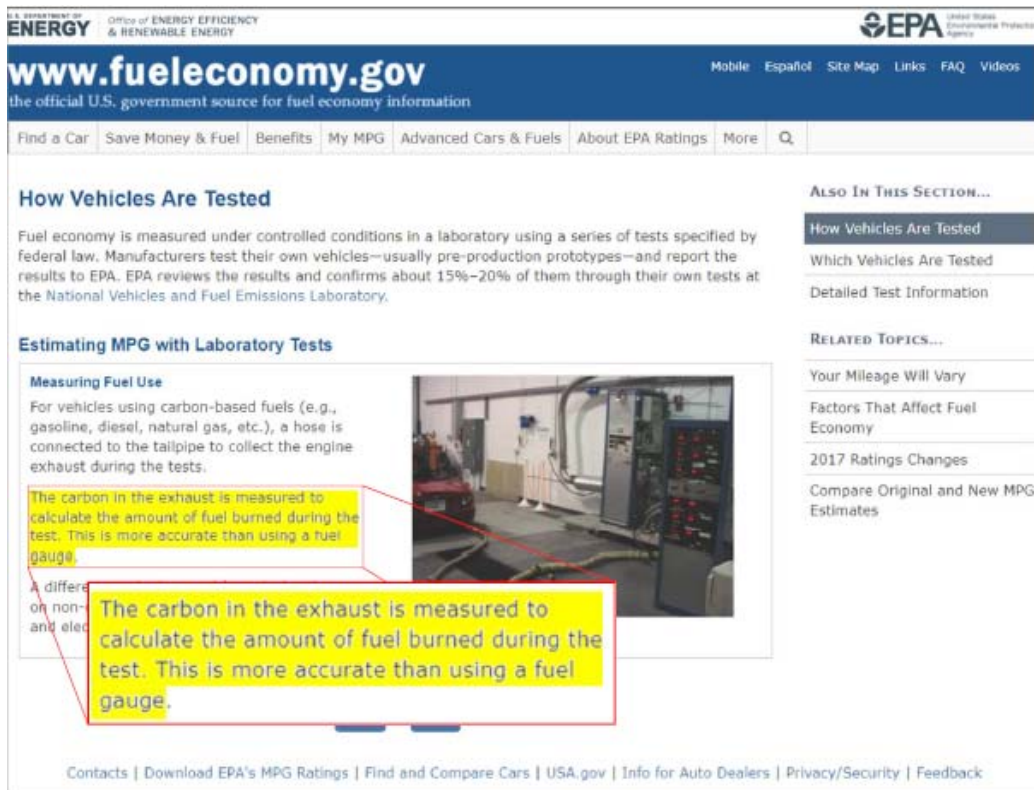 U.S. DEPARTMENT OF
ENERGY
Office of ENERGY EFFICIENCY
& RENEWABLE ENERGY
EPA
United States
Environmental Protectio
Agency
www.fueleconomy.gov
the official U.S. government source for fuel economy information
Mobile Español Site Map Links FAQ Videos
Find a Car Save Money & Fuel Benefits My MPG Advanced Cars & Fuels About EPA Ratings More
How Vehicles Are Tested
Fuel economy is measured under controlled conditions in a laboratory using a series of tests specified by
federal law. Manufacturers test their own vehicles—usually pre-production prototypes—and report the
results to EPA. EPA reviews the results and confirms about 15%–20% of them through their own tests at
the National Vehicles and Fuel Emissions Laboratory.
Estimating MPG with Laboratory Tests
Measuring Fuel Use
For vehicles using carbon-based fuels (e.g.,
gasoline, diesel, natural gas, etc.), a hose is
connected to the tailpipe to collect the engine
exhaust during the tests.
The carbon in the exhaust is measured to
calculate the amount of fuel burned during the
test. This is more accurate than using a fuel
gauge.
A differe
on non-
and elec
The carbon in the exhaust is measured to
calculate the amount of fuel burned during the
test. This is more accurate than using a fuel
gauge.
ALSO IN THIS SECTION...
How Vehicles Are Tested
Which Vehicles Are Tested
Detailed Test Information
RELATED TOPICS...
Your Mileage Will Vary
Factors That Affect Fuel
Economy
2017 Ratings Changes
Compare Original and New MPG
Estimates
Contacts | Download EPA's MPG Ratings | Find and Compare Cars | USA.gov | Info for Auto Dealers | Privacy/Security | Feedback